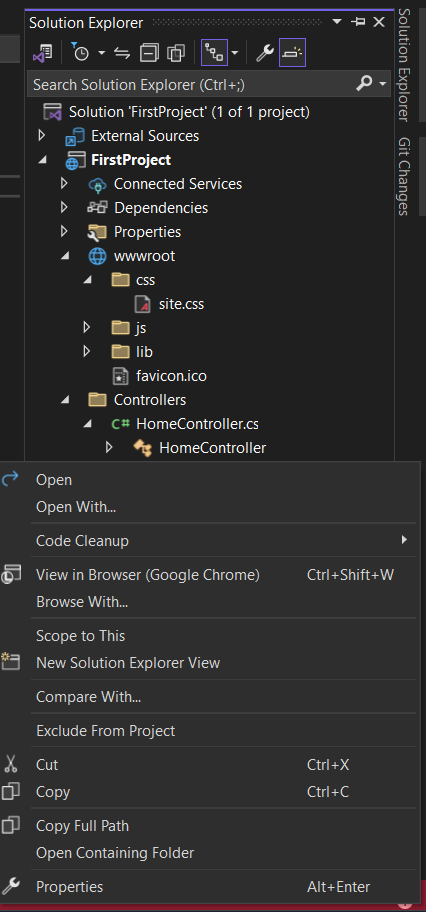 Solution Explorer
Search Solution Explorer (Ctrl+;)
Solution 'FirstProject' (1 of 1 project)
External Sources
FirstProject
Connected Services
Dependencies
Properties
wwwroot
css
site.css
js
lib
favicon.ico
Controllers
C# HomeController.cs
HomeController
Open
Open With...
Code Cleanup
View in Browser (Google Chrome) Ctrl+Shift+W
Browse With...
Scope to This
New Solution Explorer View
Compare With...
Exclude From Project
Cut Ctrl+X
Copy Ctrl+C
Copy Full Path
Open Containing Folder
Properties Alt+Enter
Solution Explorer
Git Changes